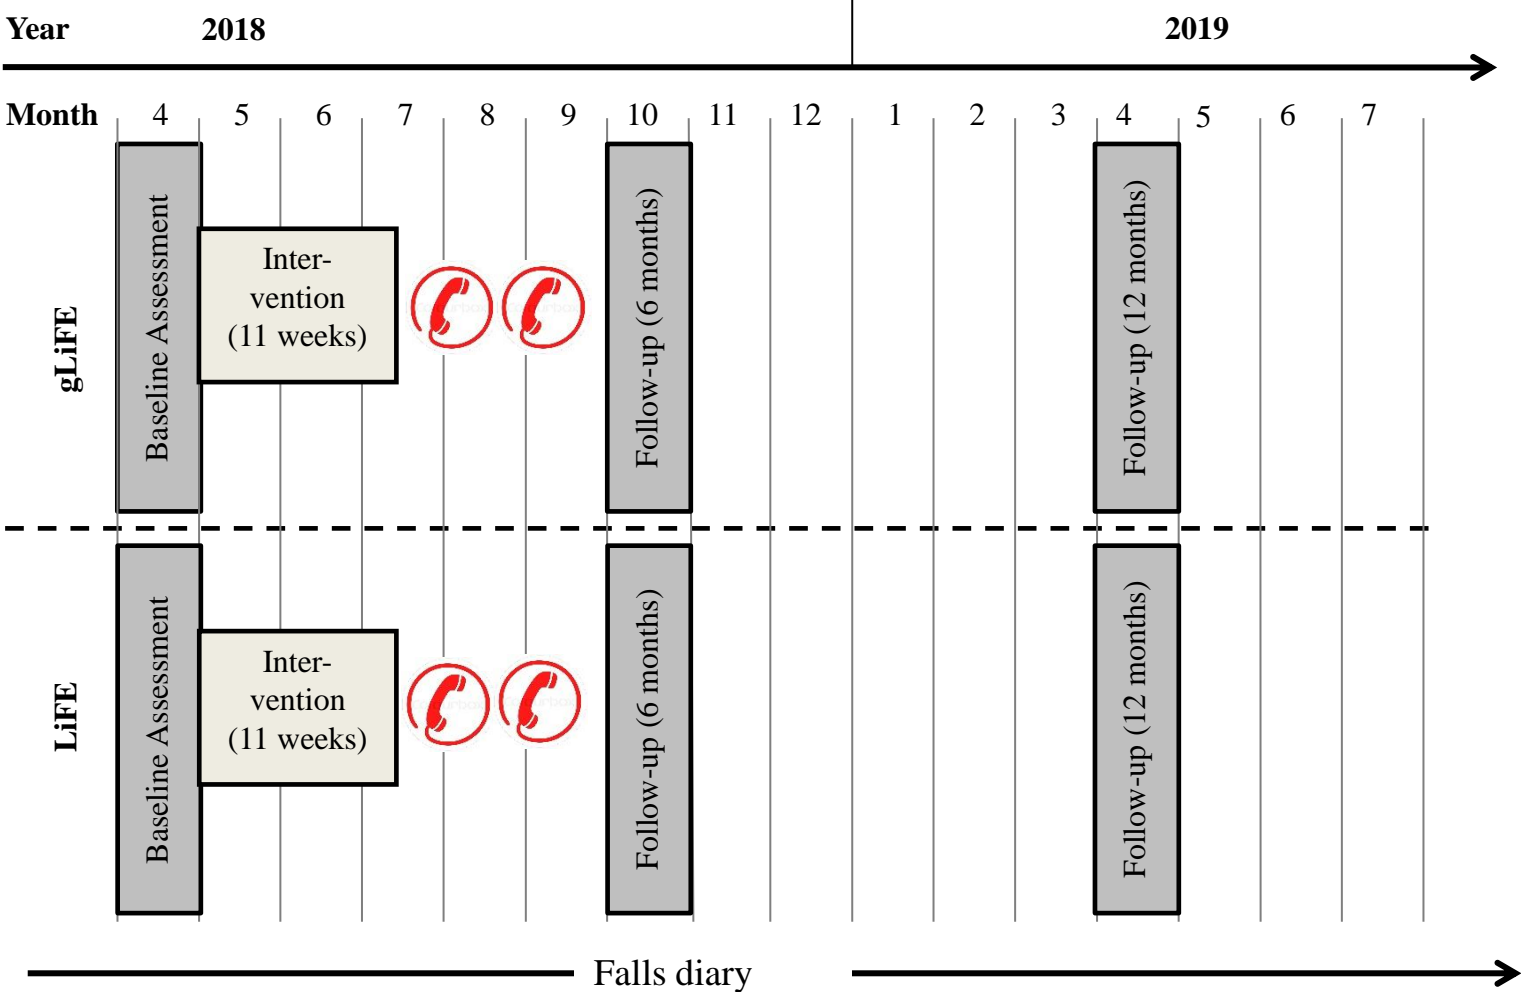 Year 2018 2019
Month 4 5 6 7 8 9 10 11 12 1 2 3 4 5 6 7
gLiFE
Baseline Assessment
Inter-
vention
(11 weeks)
Follow-up (6 months)
Follow-up (12 months)
LiFE
Baseline Assessment
Inter-
vention
(11 weeks)
Follow-up (6 months)
Follow-up (12 months)
Falls diary